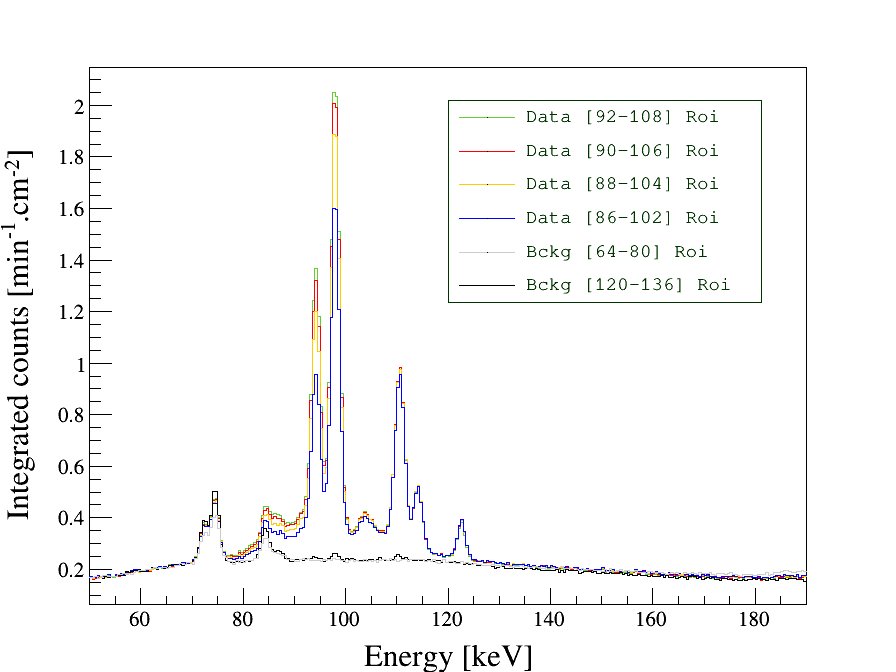 Integrated counts [min-1.cm-2]
2
1.8
1.6
1.4
1.2
1
0.8
0.6
0.4
0.2
Data [92-108] Roi
Data [90-106] Roi
Data [88-104] Roi
Data [86-102] Roi
Bckg [64-80] Roi
Bckg [120-136] Roi
60 80 100 120 140 160 180
Energy [keV]